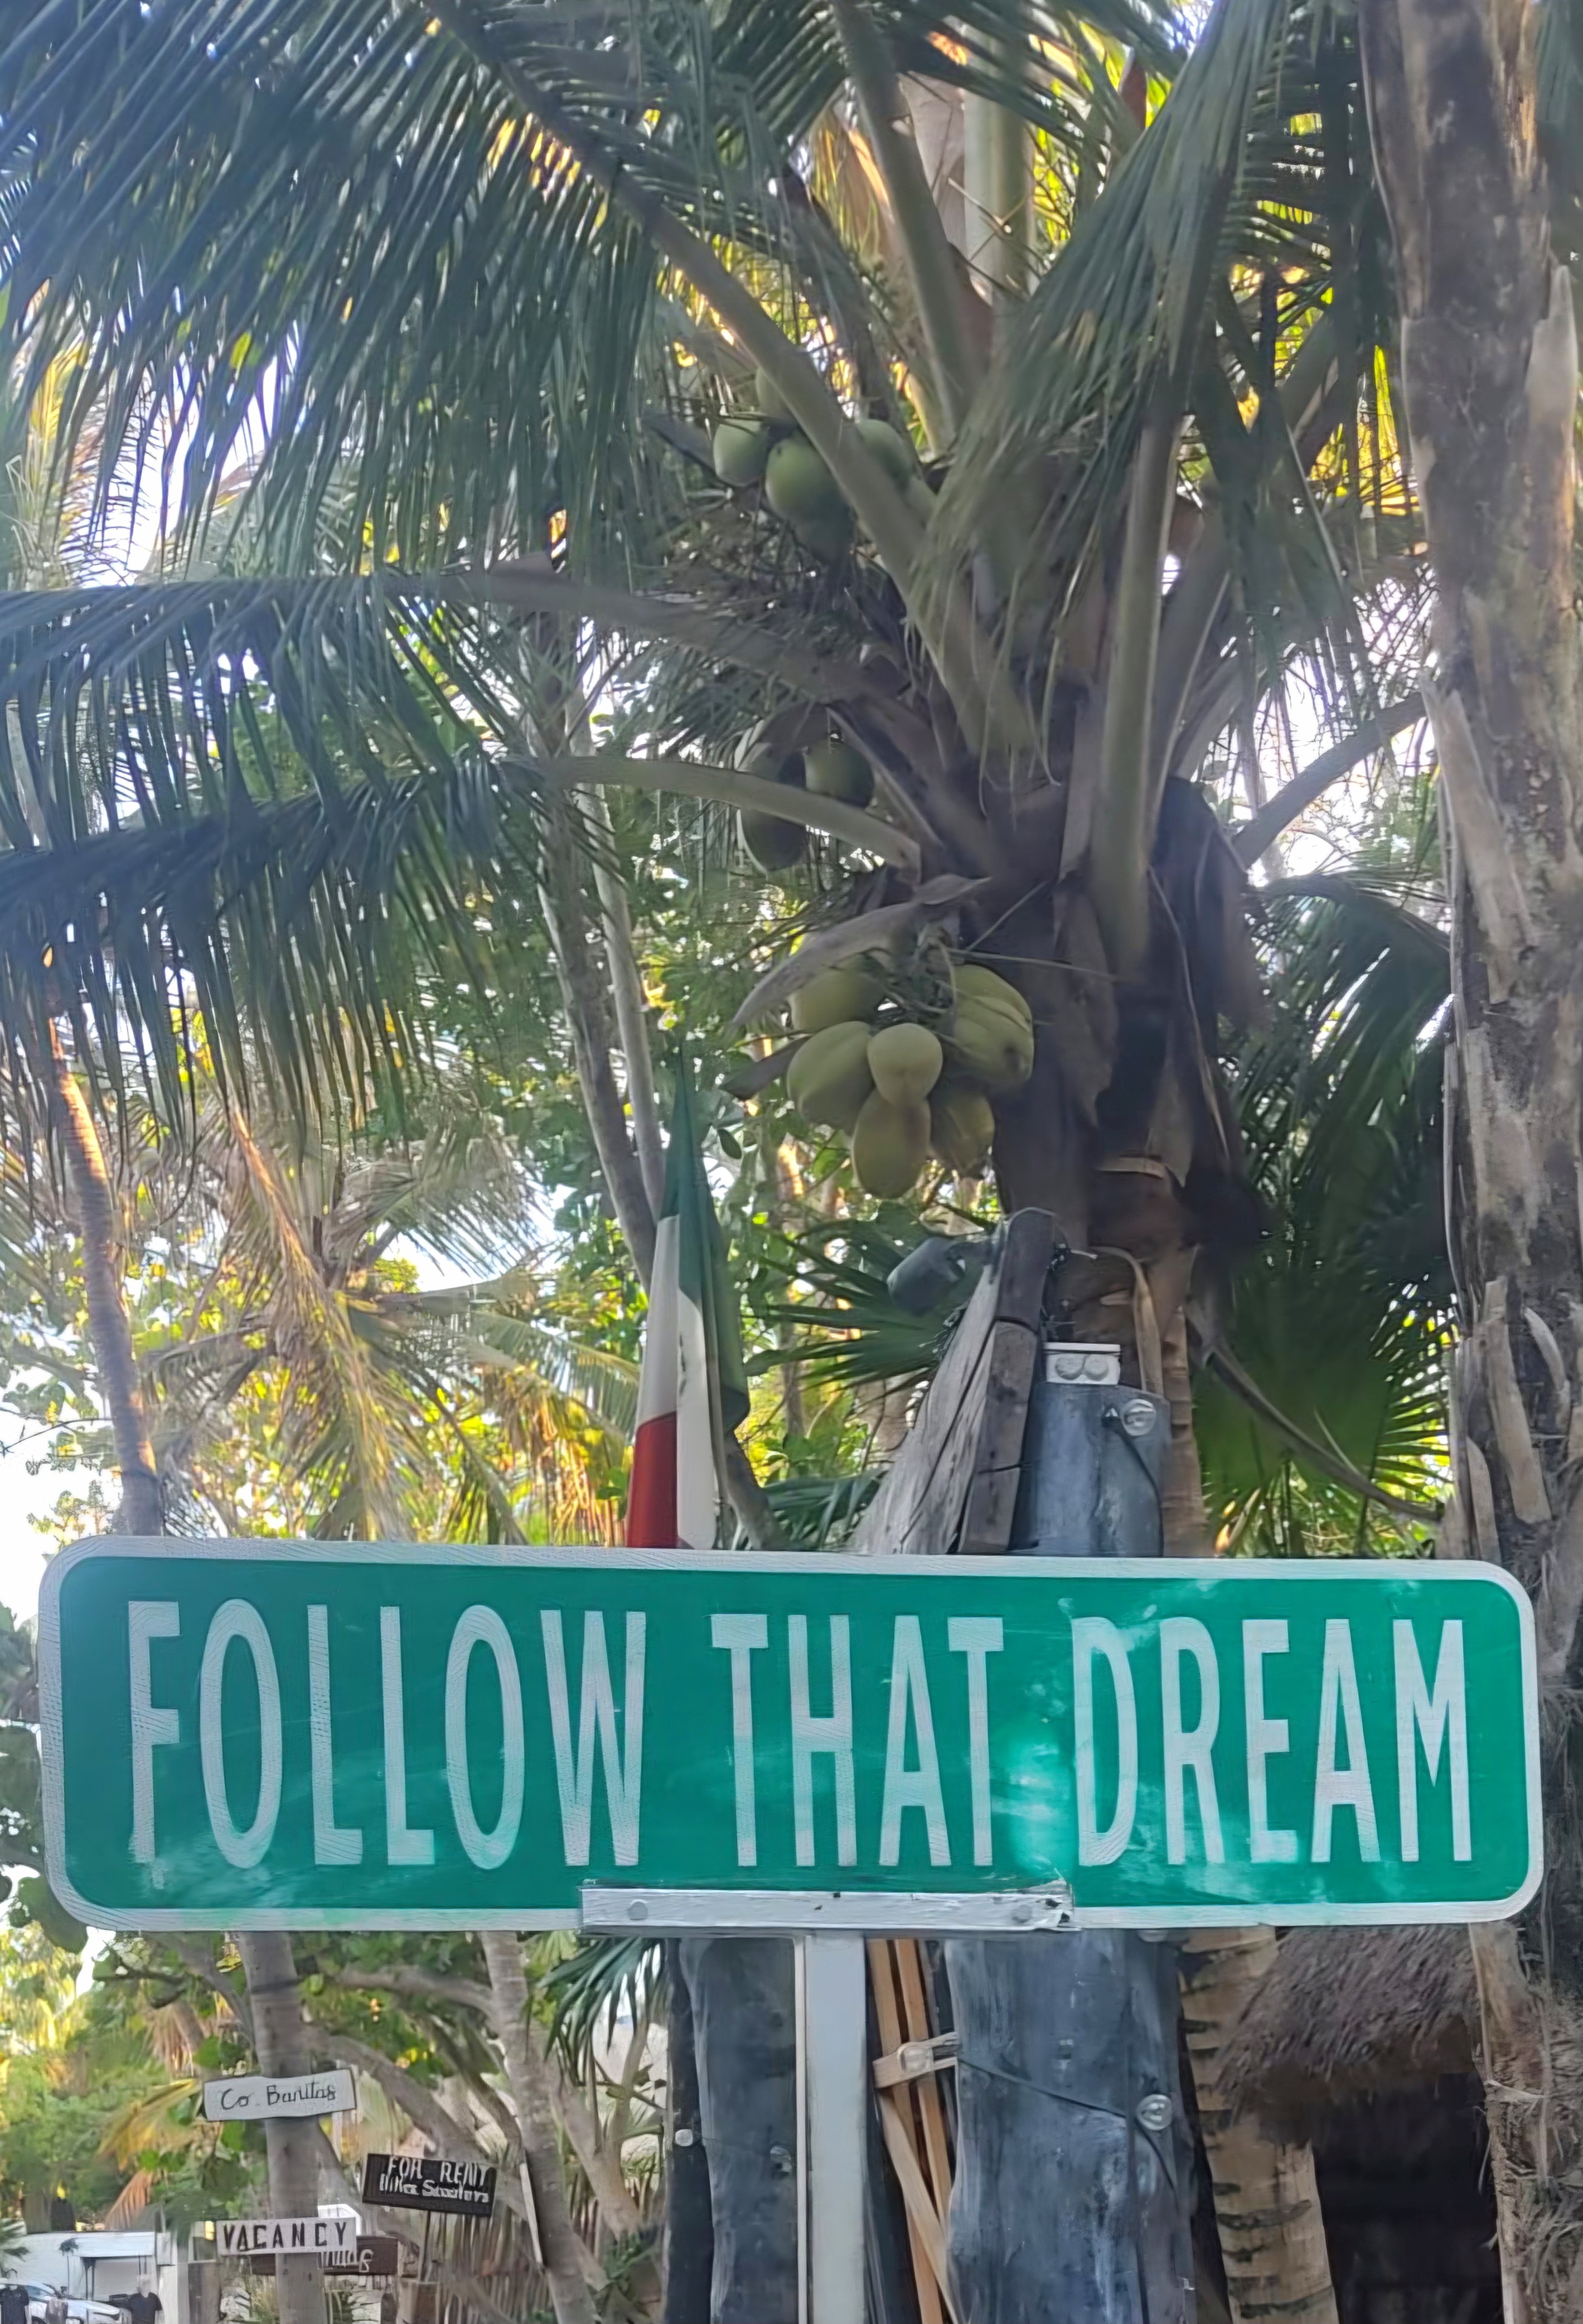 FOLLOW THAT DREAM
FOR RENT
VACANCY